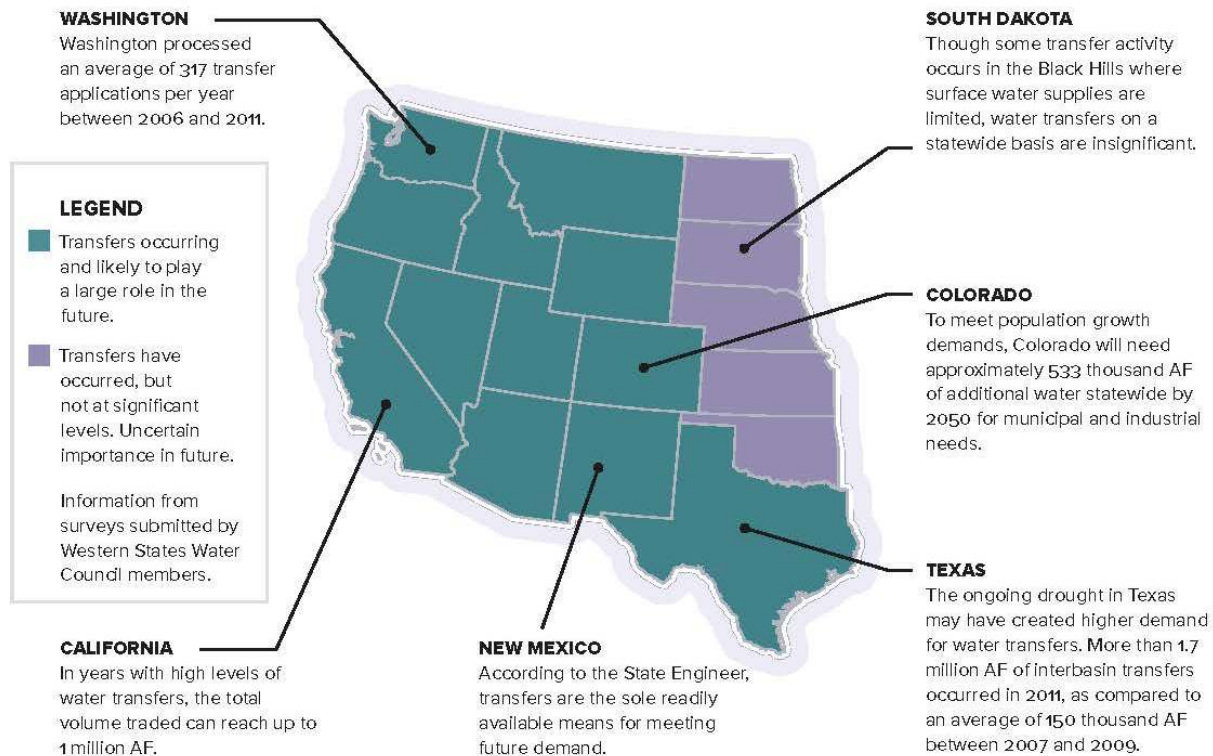 WASHINGTON
Washington processed
an average of 317 transfer
applications per year
between 2006 and 2011.
SOUTH DAKOTA
Though some transfer activity
occurs in the Black Hills where
surface water supplies are
limited, water transfers on a
statewide basis are insignificant.
LEGEND
Transfers occurring
and likely to play
a large role in the
future.
Transfers have
occurred, but
not at significant
levels. Uncertain
importance in future.
Information from
surveys submitted by
Western States Water
Council members.
COLORADO
To meet population growth
demands, Colorado will need
approximately 533 thousand AF
of additional water statewide by
2050 for municipal and industrial
needs.
CALIFORNIA
In years with high levels of
water transfers, the total
volume traded can reach up to
1 million AF.
NEW MEXICO
According to the State Engineer,
transfers are the sole readily
available means for meeting
future demand.
TEXAS
The ongoing drought in Texas
may have created higher demand
for water transfers. More than 1.7
million AF of interbasin transfers
occurred in 2011, as compared to
an average of 150 thousand AF
between 2007 and 2009.